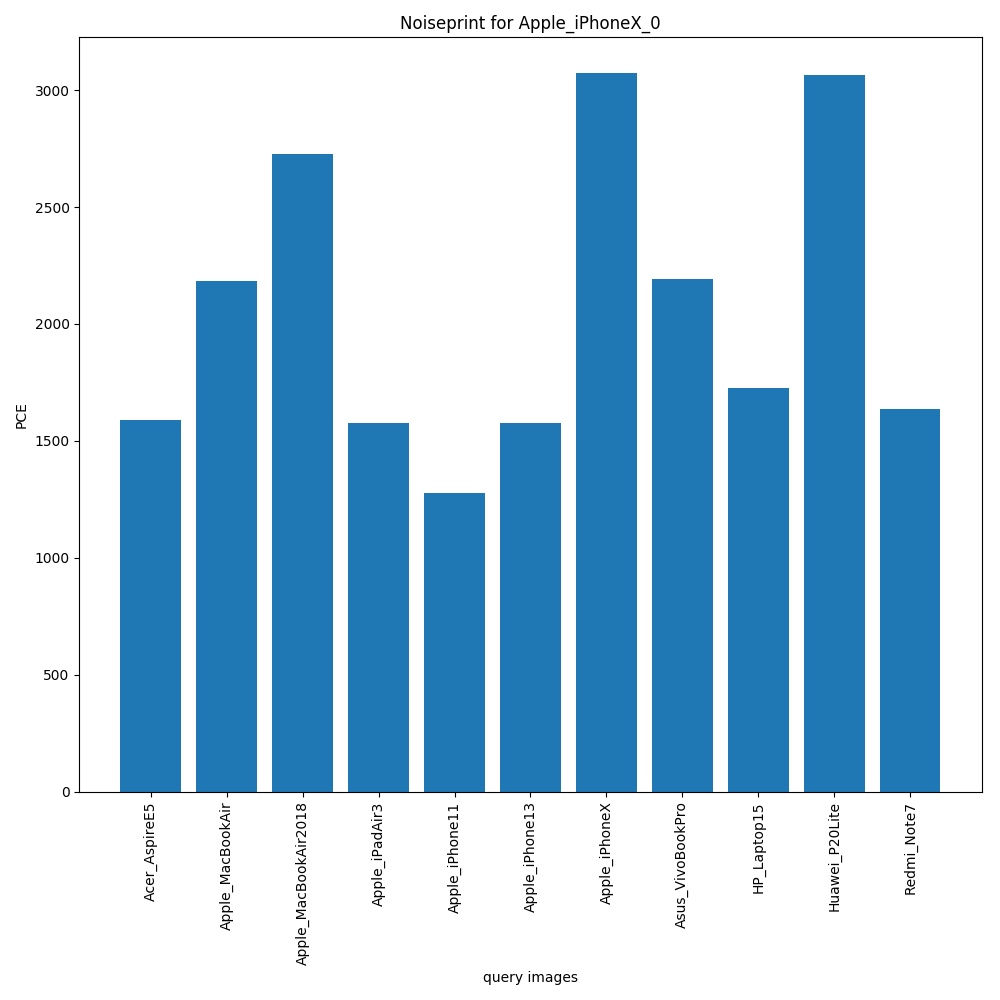 Noiseprint for Apple_iPhoneX_0
PCE
3000
2500
2000
1500
1000
500
0
Acer_AspireE5
Apple_MacBookAir
Apple_MacBookAir2018
Apple_iPadAir3
Apple_iPhone11
Apple_iPhone13
Apple_iPhoneX
Asus_VivoBookPro
HP_Laptop15
Huawei_P20Lite
Redmi_Note7
query images